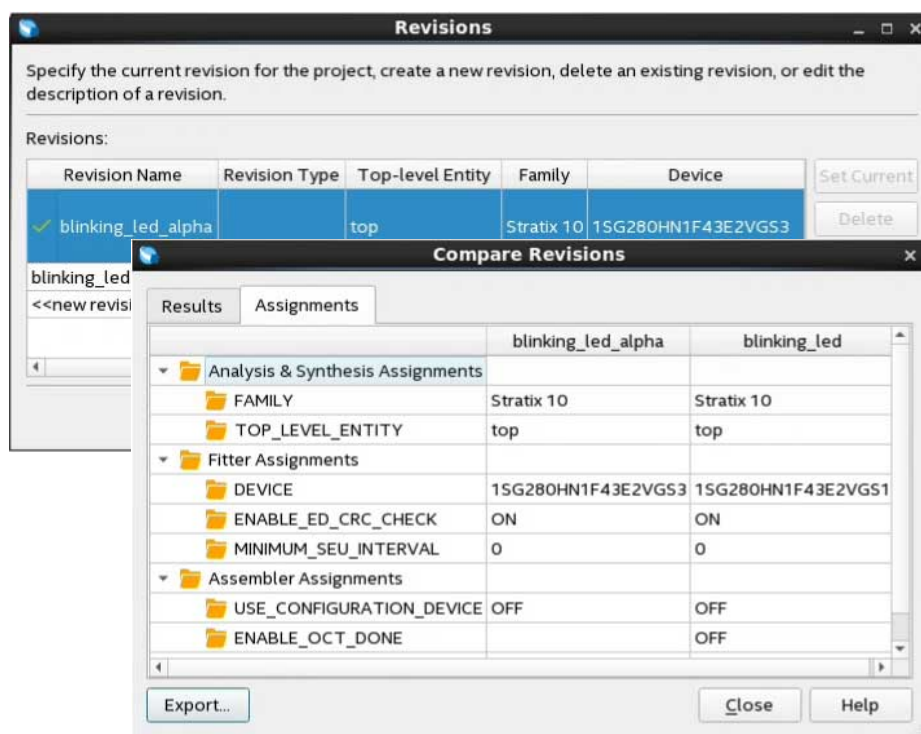 Revisions
Specify the current revision for the project, create a new revision, delete an existing revision, or edit the
description of a revision.
Revisions:
Revision Name Revision Type Top-level Entity Family Device
Set Current
blinking_led_alpha top Stratix 10 1SG280HN1F43E2VGS3
Delete
blinking_led
<<new revisi
Compare Revisions
Results Assignments
blinking_led_alpha blinking_led
Analysis & Synthesis Assignments
FAMILY Stratix 10 Stratix 10
TOP_LEVEL_ENTITY top top
Fitter Assignments
DEVICE 1SG280HN1F43E2VGS3 1SG280HN1F43E2VGS1
ENABLE_ED_CRC_CHECK ON ON
MINIMUM_SEU_INTERVAL 0 0
Assembler Assignments
USE_CONFIGURATION_DEVICE OFF OFF
ENABLE_OCT_DONE OFF
Export... Close Help